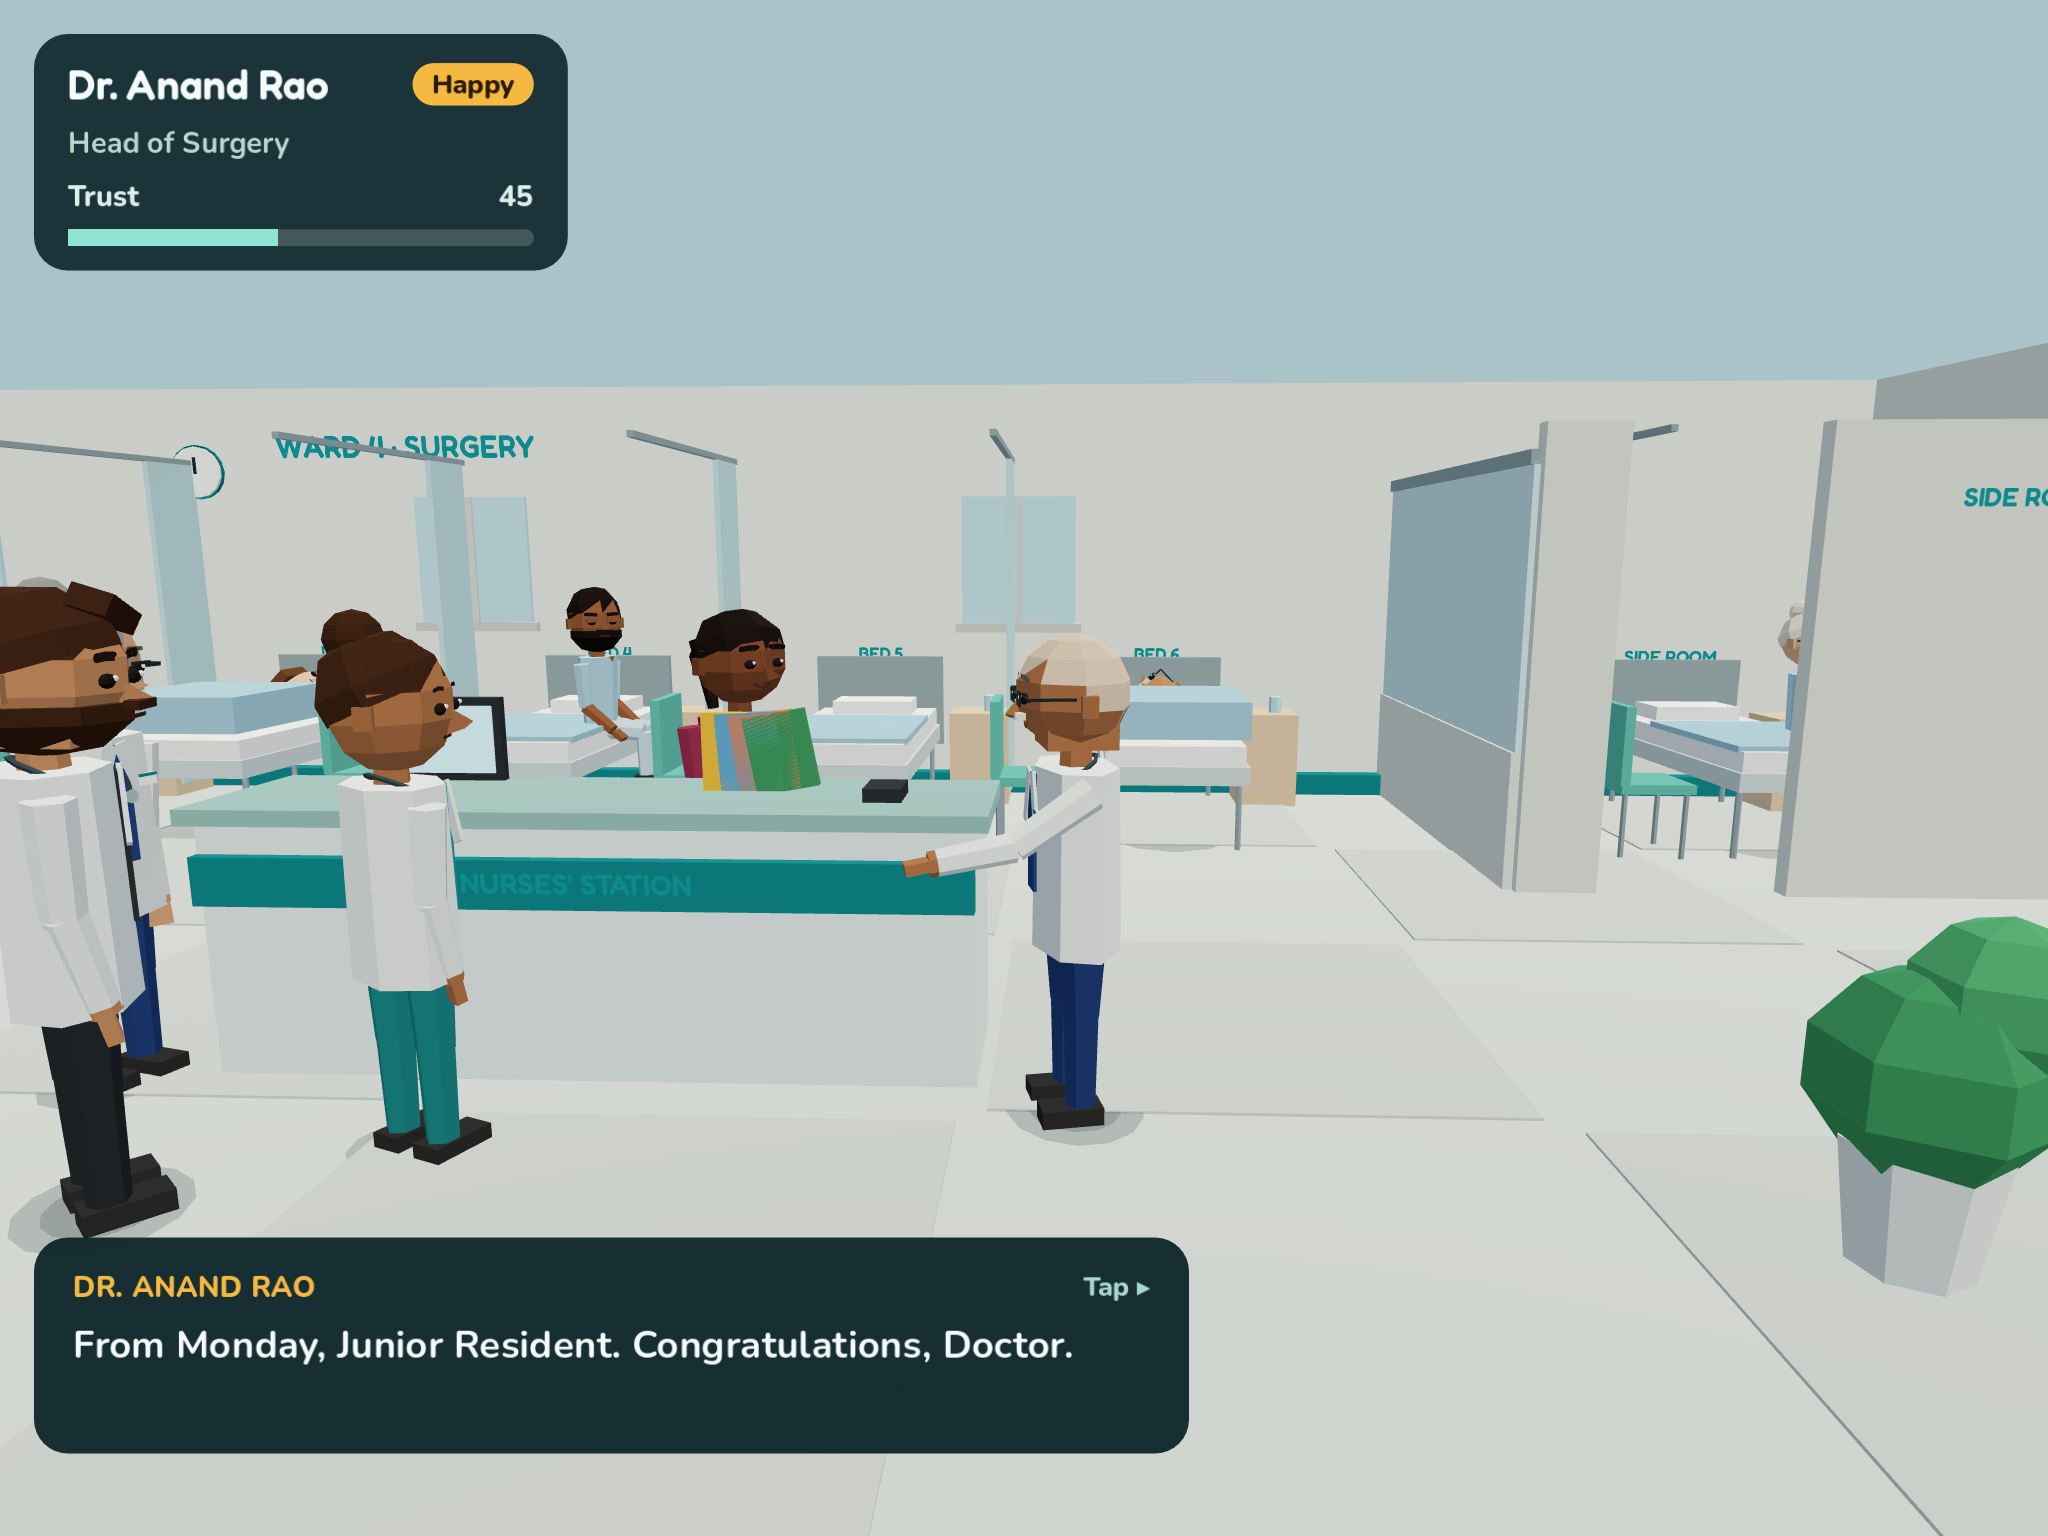 Dr. Anand Rao
Happy
Head of Surgery
Trust
45
WARD 4 · SURGERY
BED 5
BED 6
SIDE ROOM
SIDE
NURSES' STATION
DR. ANAND RAO
Tap ▸
From Monday, Junior Resident. Congratulations, Doctor.